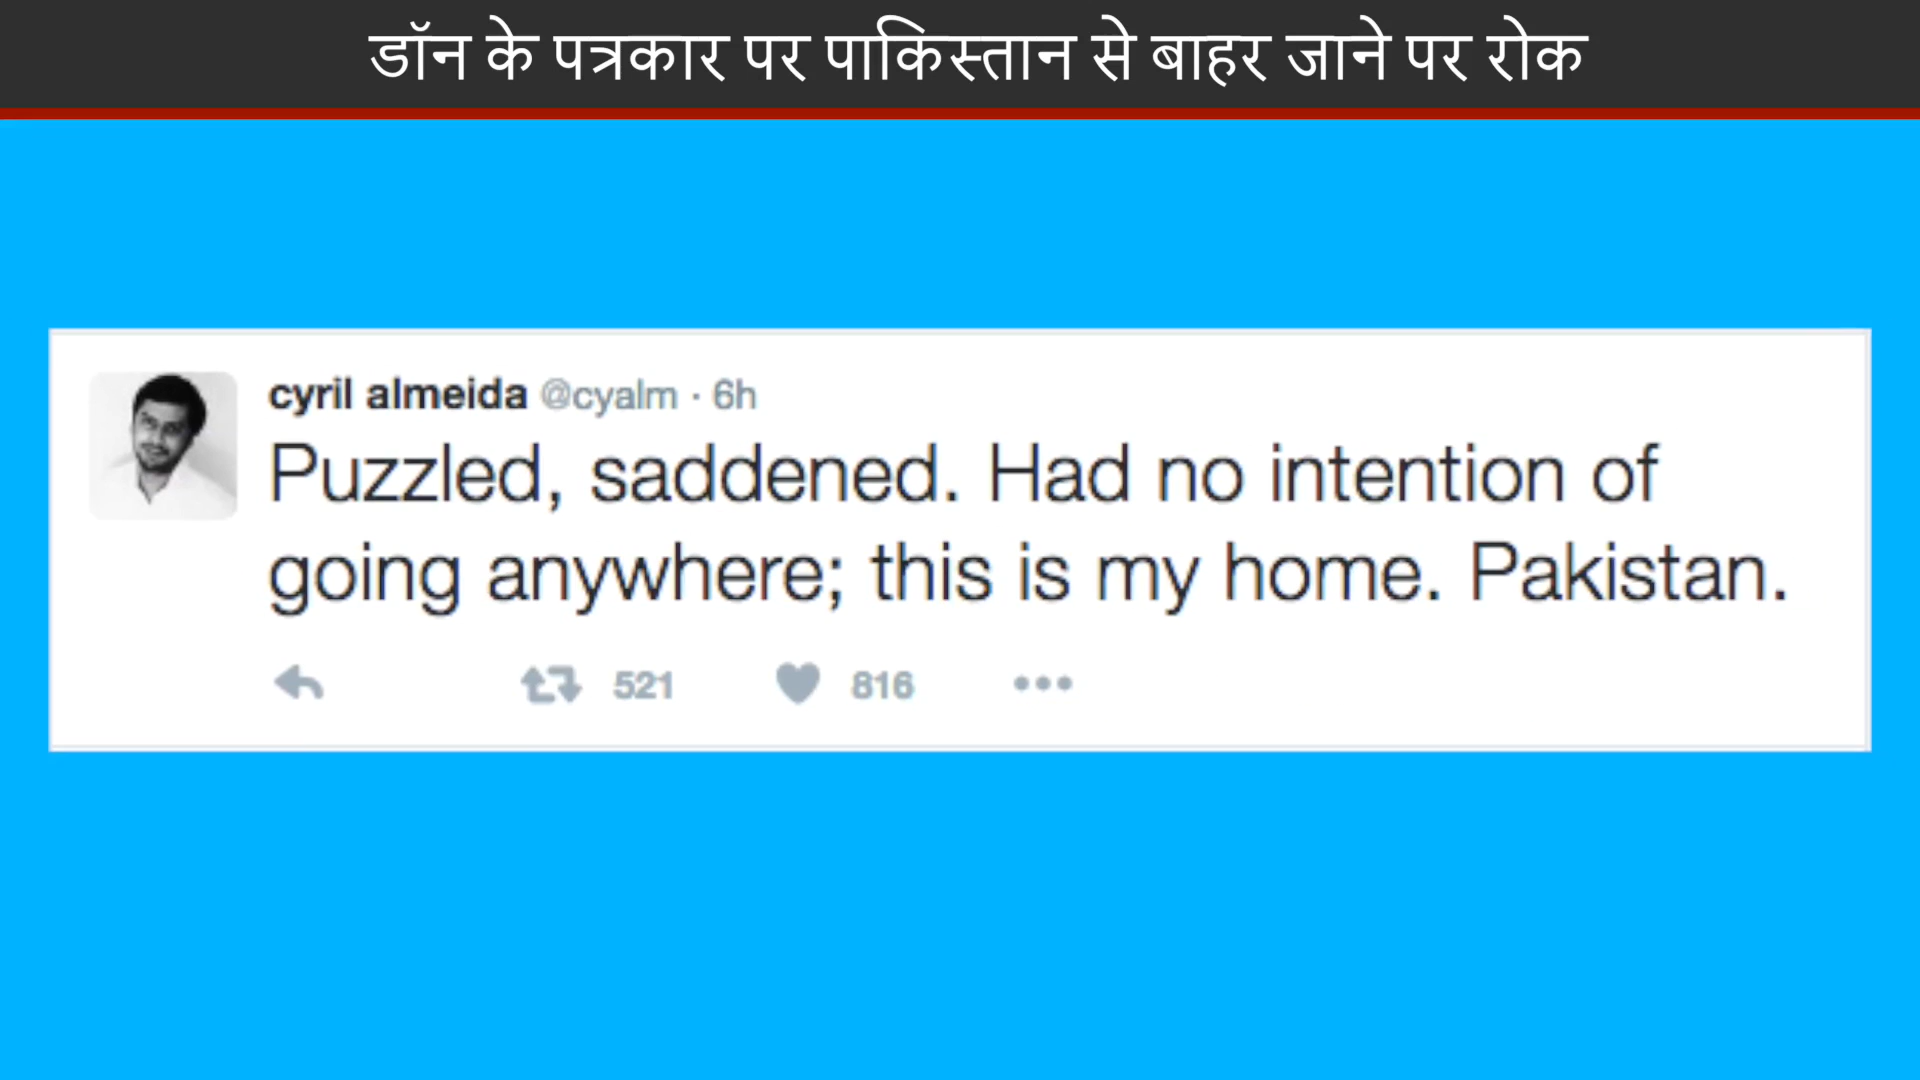 डॉन के पत्रकार पर पाकिस्तान से बाहर जाने पर रोक
cyril almeida @cyalm · 6h
Puzzled, saddened. Had no intention of
going anywhere; this is my home. Pakistan.
521 816